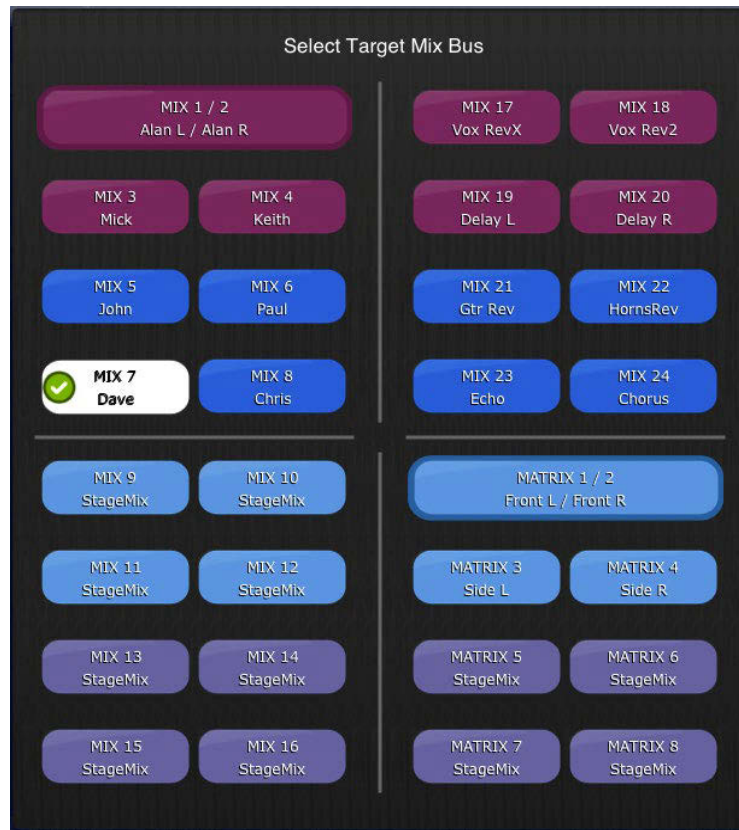 Select Target Mix Bus
MIX 1 / 2
Alan L / Alan R
MIX 3
Mick
MIX 4
Keith
MIX 5
John
MIX 6
Paul
MIX 7
Dave
MIX 8
Chris
MIX 17
Vox RevX
MIX 18
Vox Rev2
MIX 19
Delay L
MIX 20
Delay R
MIX 21
Gtr Rev
MIX 22
HornsRev
MIX 23
Echo
MIX 24
Chorus
MIX 9
StageMix
MIX 10
StageMix
MIX 11
StageMix
MIX 12
StageMix
MIX 13
StageMix
MIX 14
StageMix
MIX 15
StageMix
MIX 16
StageMix
MATRIX 1 / 2
Front L / Front R
MATRIX 3
Side L
MATRIX 4
Side R
MATRIX 5
StageMix
MATRIX 6
StageMix
MATRIX 7
StageMix
MATRIX 8
StageMix